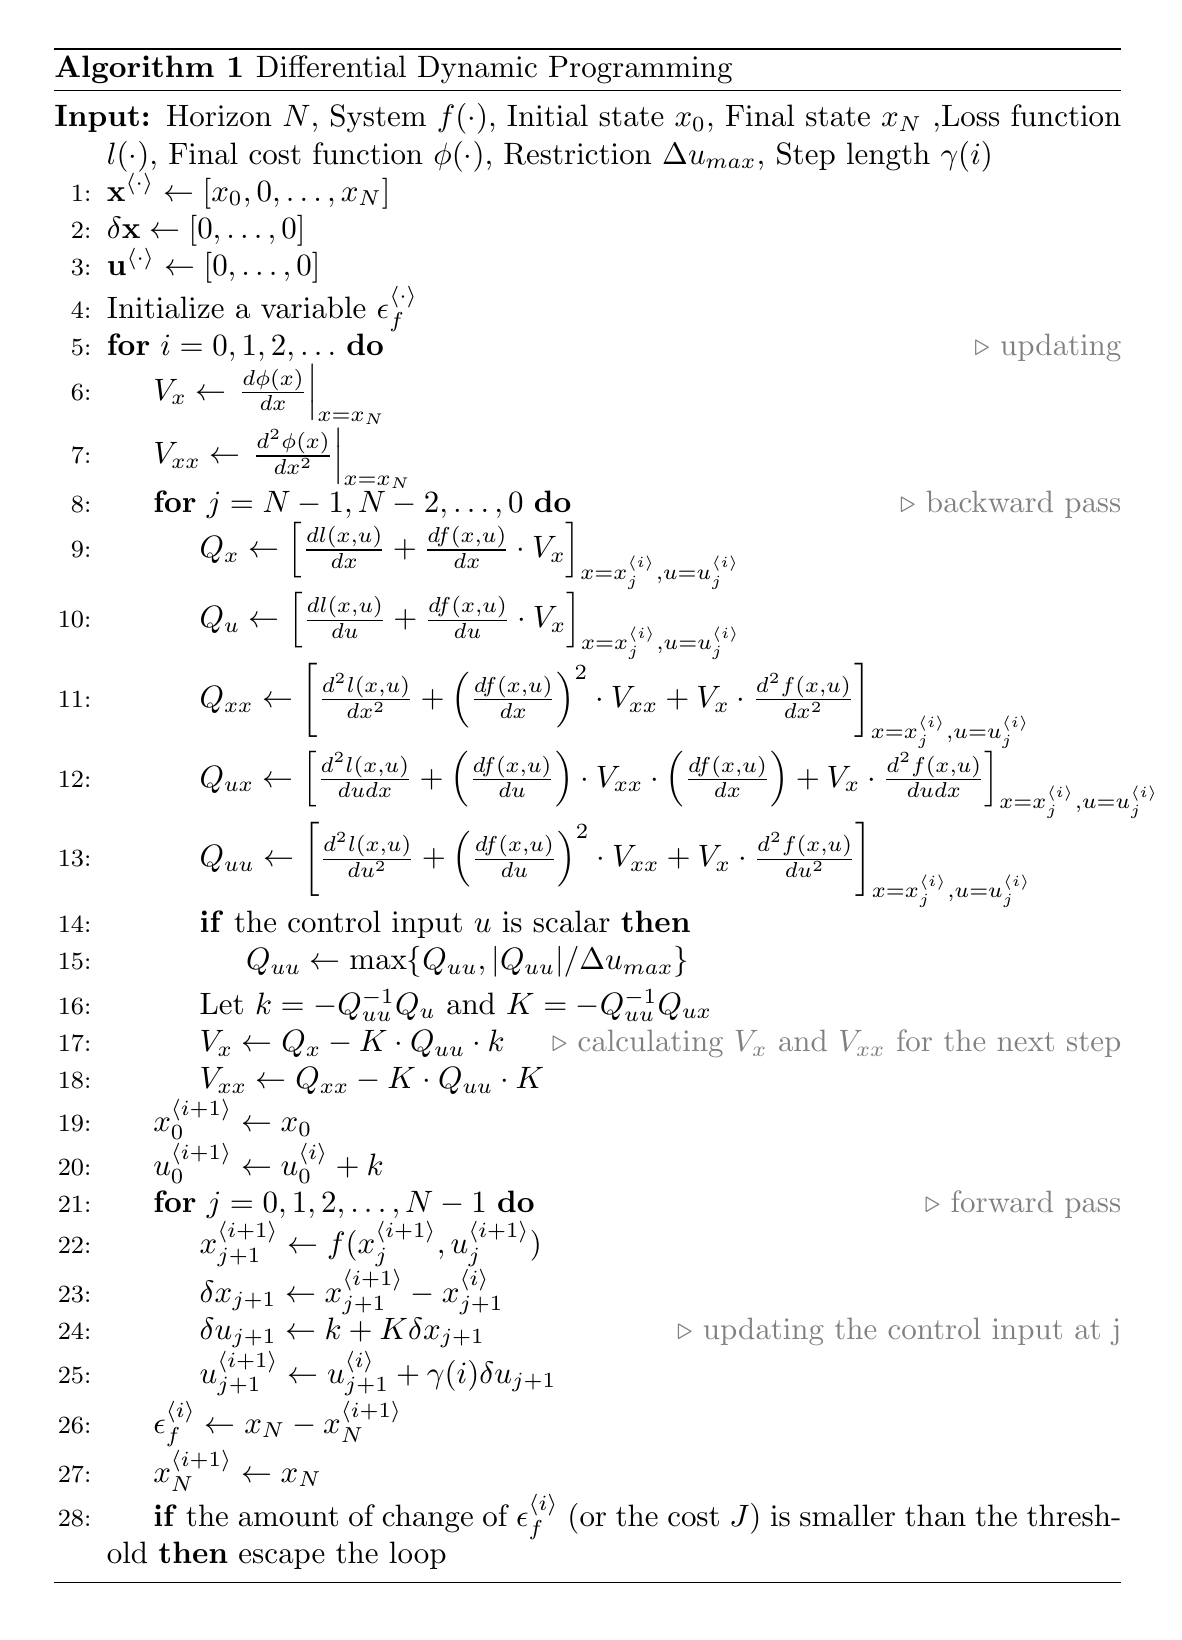 Algorithm 1 Differential Dynamic Programming
Input: Horizon $N$, System $f(\cdot)$, Initial state $x_0$, Final state $x_N$ ,Loss function
$l(\cdot)$, Final cost function $\phi(\cdot)$, Restriction $\Delta u_{max}$, Step length $\gamma(i)$
1: $\mathbf{x}^{\langle\cdot\rangle} \leftarrow [x_0, 0, \ldots, x_N]$
2: $\delta\mathbf{x} \leftarrow [0, \ldots, 0]$
3: $\mathbf{u}^{\langle\cdot\rangle} \leftarrow [0, \ldots, 0]$
4: Initialize a variable $\epsilon_f^{\langle\cdot\rangle}$
5: for $i = 0, 1, 2, \ldots$ do ▷ updating
6: $V_x \leftarrow \left.\frac{d\phi(x)}{dx}\right|_{x=x_N}$
7: $V_{xx} \leftarrow \left.\frac{d^2\phi(x)}{dx^2}\right|_{x=x_N}$
8: for $j = N-1, N-2, \ldots, 0$ do ▷ backward pass
9: $Q_x \leftarrow \left[\frac{dl(x,u)}{dx} + \frac{df(x,u)}{dx} \cdot V_x\right]_{x=x_j^{\langle i\rangle},u=u_j^{\langle i\rangle}}$
10: $Q_u \leftarrow \left[\frac{dl(x,u)}{du} + \frac{df(x,u)}{du} \cdot V_x\right]_{x=x_j^{\langle i\rangle},u=u_j^{\langle i\rangle}}$
11: $Q_{xx} \leftarrow \left[\frac{d^2l(x,u)}{dx^2} + \left(\frac{df(x,u)}{dx}\right)^2 \cdot V_{xx} + V_x \cdot \frac{d^2f(x,u)}{dx^2}\right]_{x=x_j^{\langle i\rangle},u=u_j^{\langle i\rangle}}$
12: $Q_{ux} \leftarrow \left[\frac{d^2l(x,u)}{dudx} + \left(\frac{df(x,u)}{du}\right) \cdot V_{xx} \cdot \left(\frac{df(x,u)}{dx}\right) + V_x \cdot \frac{d^2f(x,u)}{dudx}\right]_{x=x_j^{\langle i\rangle},u=u_j^{\langle i\rangle}}$
13: $Q_{uu} \leftarrow \left[\frac{d^2l(x,u)}{du^2} + \left(\frac{df(x,u)}{du}\right)^2 \cdot V_{xx} + V_x \cdot \frac{d^2f(x,u)}{du^2}\right]_{x=x_j^{\langle i\rangle},u=u_j^{\langle i\rangle}}$
14: if the control input $u$ is scalar then
15: $Q_{uu} \leftarrow \max\{Q_{uu}, |Q_{uu}|/\Delta u_{max}\}$
16: Let $k = -Q_{uu}^{-1}Q_u$ and $K = -Q_{uu}^{-1}Q_{ux}$
17: $V_x \leftarrow Q_x - K \cdot Q_{uu} \cdot k$ ▷ calculating $V_x$ and $V_{xx}$ for the next step
18: $V_{xx} \leftarrow Q_{xx} - K \cdot Q_{uu} \cdot K$
19: $x_0^{\langle i+1\rangle} \leftarrow x_0$
20: $u_0^{\langle i+1\rangle} \leftarrow u_0^{\langle i\rangle} + k$
21: for $j = 0, 1, 2, \ldots, N-1$ do ▷ forward pass
22: $x_{j+1}^{\langle i+1\rangle} \leftarrow f(x_j^{\langle i+1\rangle}, u_j^{\langle i+1\rangle})$
23: $\delta x_{j+1} \leftarrow x_{j+1}^{\langle i+1\rangle} - x_{j+1}^{\langle i\rangle}$
24: $\delta u_{j+1} \leftarrow k + K\delta x_{j+1}$ ▷ updating the control input at j
25: $u_{j+1}^{\langle i+1\rangle} \leftarrow u_{j+1}^{\langle i\rangle} + \gamma(i)\delta u_{j+1}$
26: $\epsilon_f^{\langle i\rangle} \leftarrow x_N - x_N^{\langle i+1\rangle}$
27: $x_N^{\langle i+1\rangle} \leftarrow x_N$
28: if the amount of change of $\epsilon_f^{\langle i\rangle}$ (or the cost $J$) is smaller than the thresh-
old then escape the loop